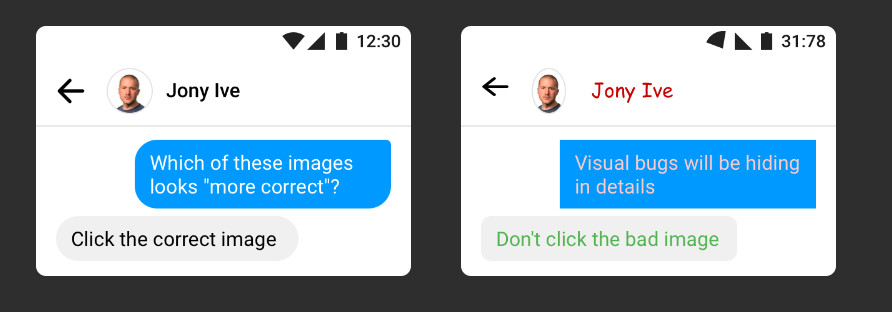 12:30
Jony Ive
Which of these images
looks "more correct"?
Click the correct image
31:78
Jony Ive
Visual bugs will be hiding
in details
Don't click the bad image